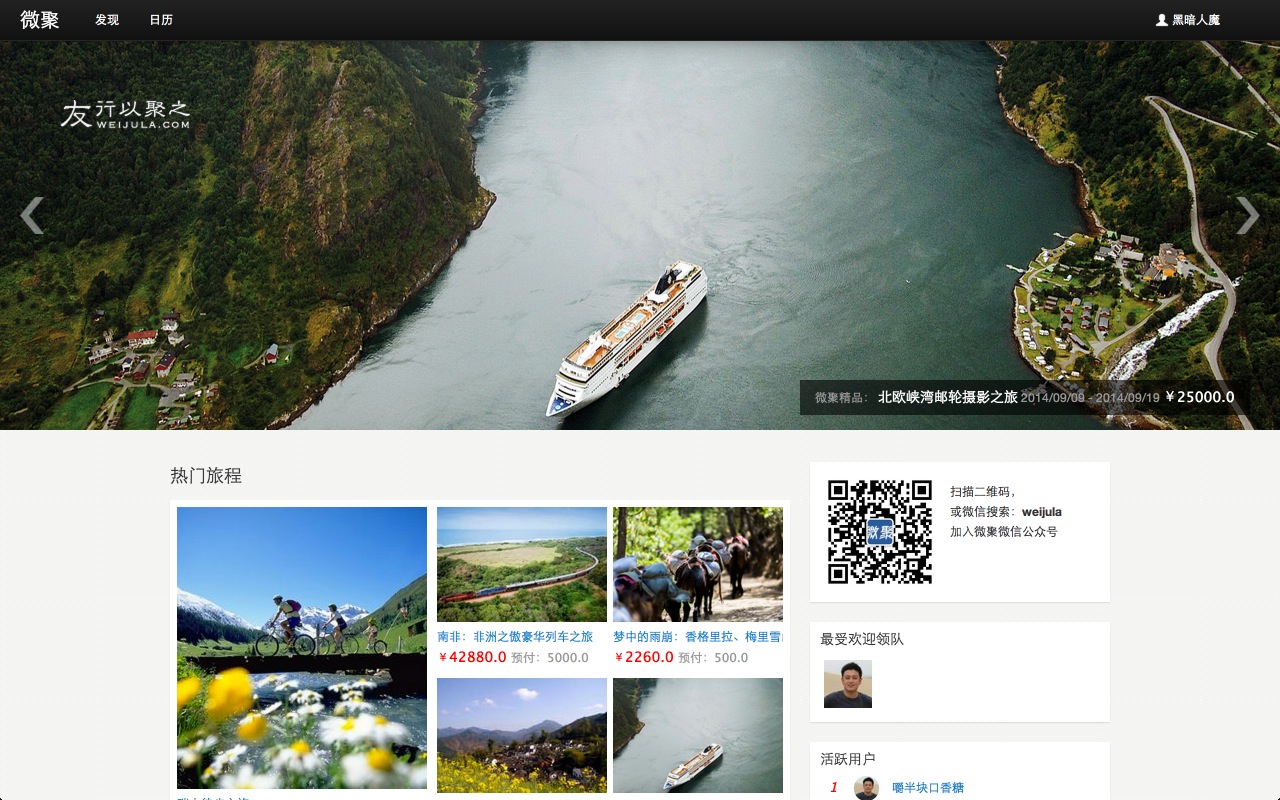 微聚 发现 日历 黑暗人魔
友行以聚之
WEIJULA.COM
微聚精品： 北欧峡湾邮轮摄影之旅 2014/09/09 - 2014/09/19 ￥25000.0
热门旅程
南非：非洲之傲豪华列车之旅
￥42880.0 预付：5000.0
梦中的雨崩：香格里拉、梅里雪山
￥2260.0 预付：500.0
扫描二维码，
或微信搜索：weijula
加入微聚微信公众号
微聚
最受欢迎领队
活跃用户
1 嚼半块口香糖